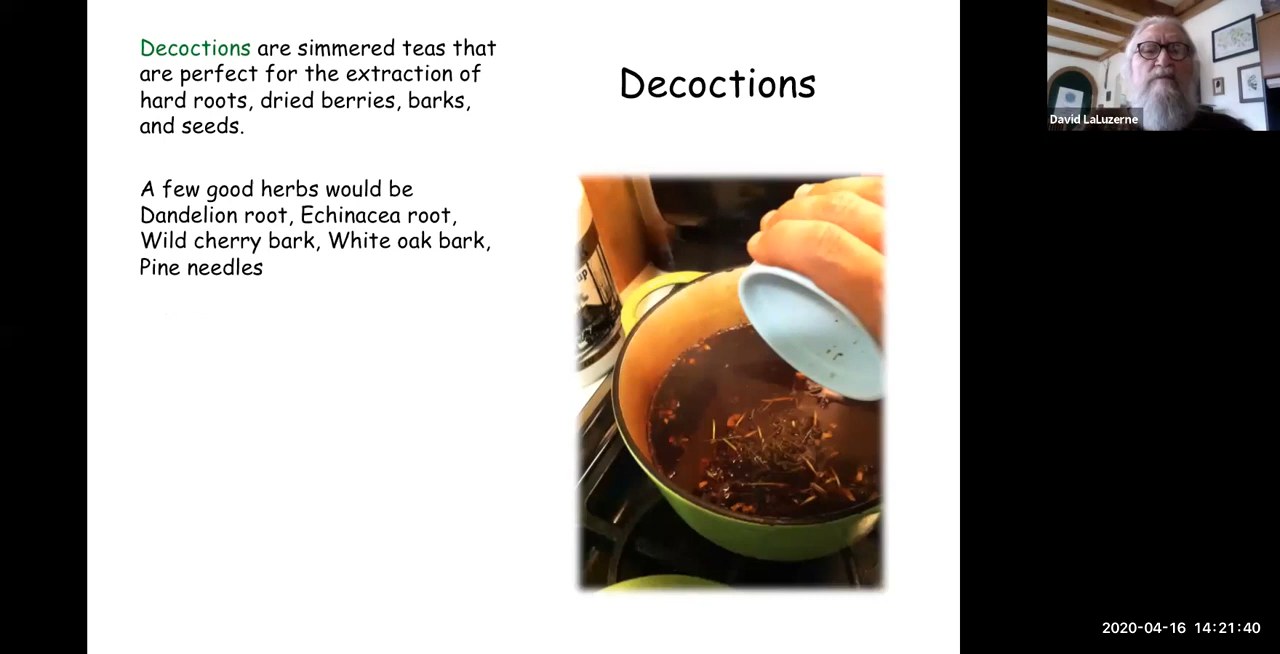 Decoctions are simmered teas that
are perfect for the extraction of
hard roots, dried berries, barks,
and seeds.
A few good herbs would be
Dandelion root, Echinacea root,
Wild cherry bark, White oak bark,
Pine needles
Decoctions
David LaLuzerne
2020-04-16 14:21:40